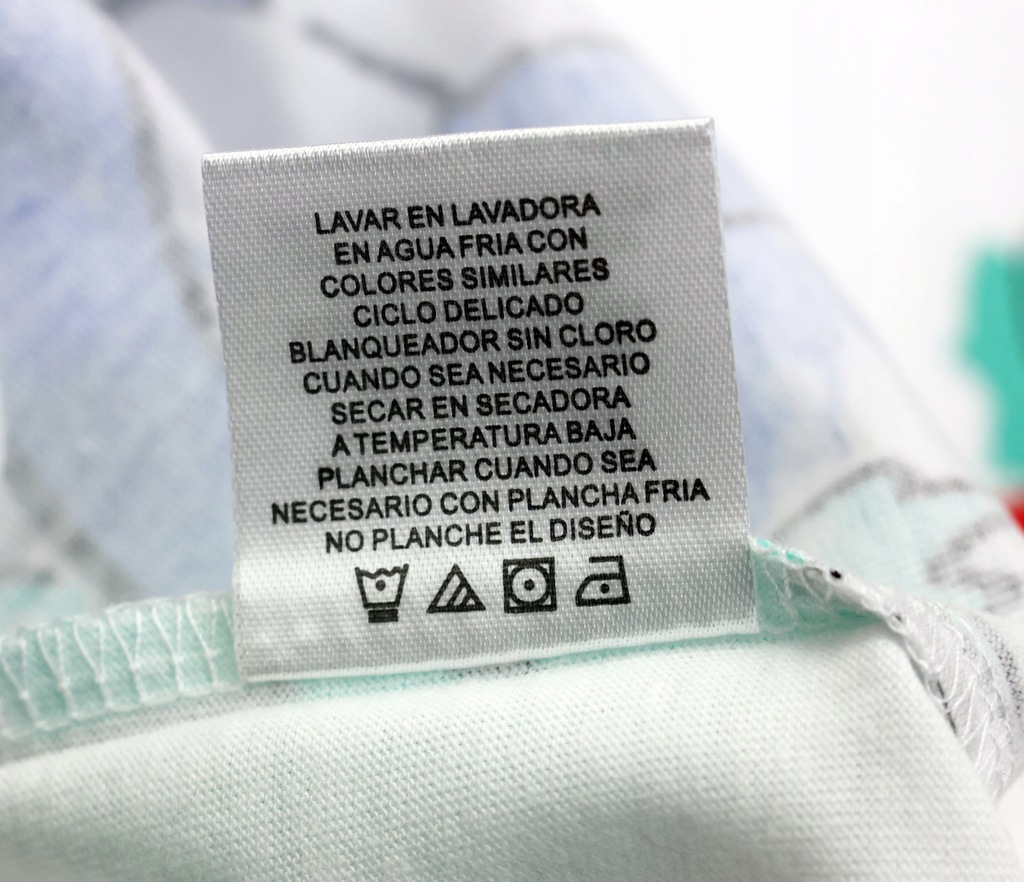 LAVAR EN LAVADORA
EN AGUA FRIA CON
COLORES SIMILARES
CICLO DELICADO
BLANQUEADOR SIN CLORO
CUANDO SEA NECESARIO
SECAR EN SECADORA
A TEMPERATURA BAJA
PLANCHAR CUANDO SEA
NECESARIO CON PLANCHA FRIA
NO PLANCHE EL DISEÑO